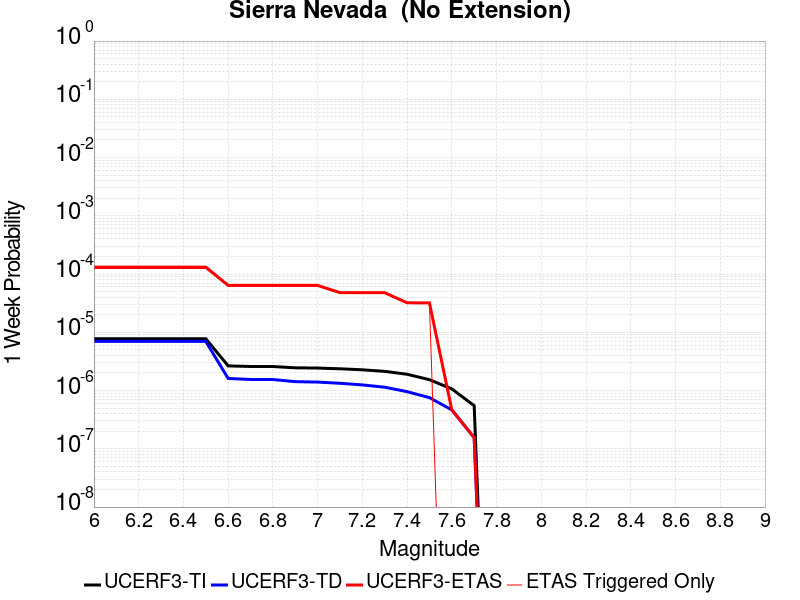 Sierra Nevada  (No Extension)
10^0
10^-1
10^-2
10^-3
10^-4
10^-5
10^-6
10^-7
10^-8
1 Week Probability
6 6.2 6.4 6.6 6.8 7 7.2 7.4 7.6 7.8 8 8.2 8.4 8.6 8.8 9
Magnitude
UCERF3-TI UCERF3-TD UCERF3-ETAS ETAS Triggered Only